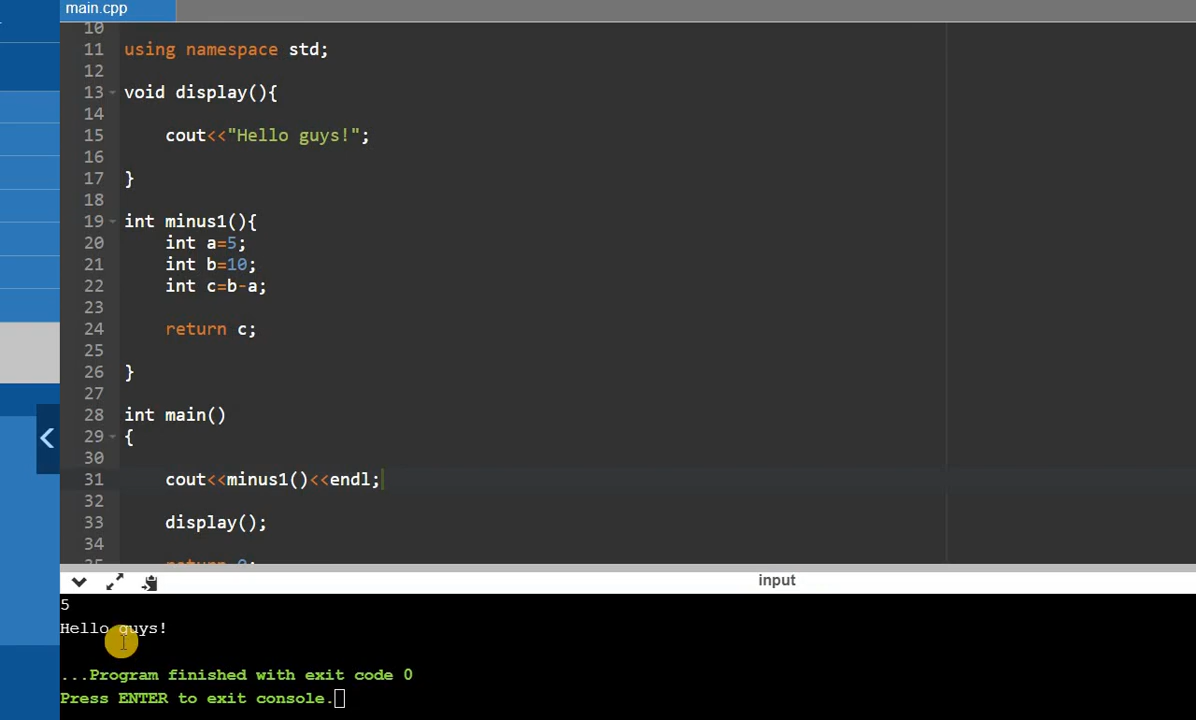 main.cpp
10
11 using namespace std;
12
13 void display(){
14
15 cout<<"Hello guys!";
16
17 }
18
19 int minus1(){
20 int a=5;
21 int b=10;
22 int c=b-a;
23
24 return c;
25
26 }
27
28 int main()
29 {
30
31 cout<<minus1()<<endl;
32
33 display();
34
35 return 0;
input
5
Hello guys!
...Program finished with exit code 0
Press ENTER to exit console.